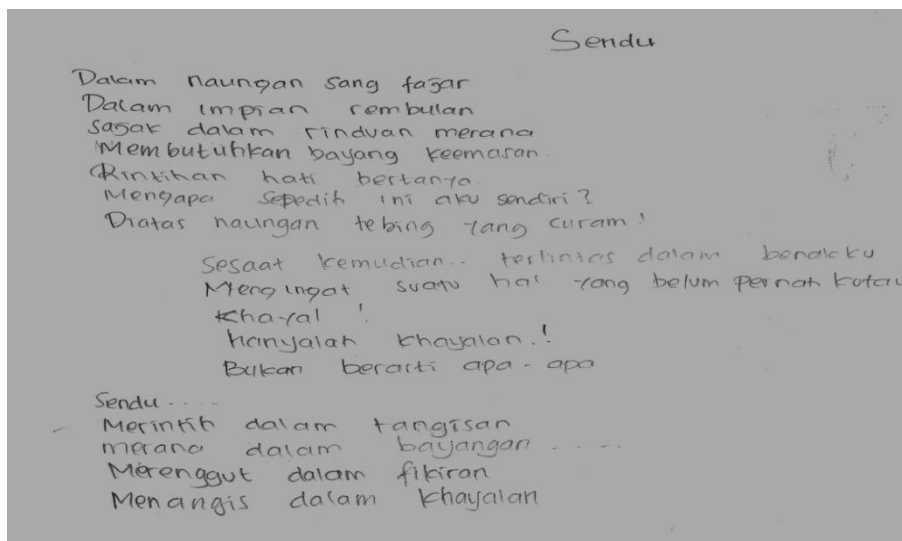 Sendu
Dalam naungan sang fajar
Dalam impian rembulan
Sajak dalam rinduan merana
Membutuhkan bayang keemasan.
Rintihan hati bertanya.
Mengapa sepedih ini aku sendiri?
Diatas naungan tebing yang curam!
Sesaat kemudian.. terlintas dalam benakku
Mengingat suatu hal yang belum pernah kutau
Khayal !
hanyalah khayalan.!
Bukan berarti apa-apa
Sendu.....
Merintih dalam tangisan
merana dalam bayangan.....
Merenggut dalam fikiran
Menangis dalam khayalan